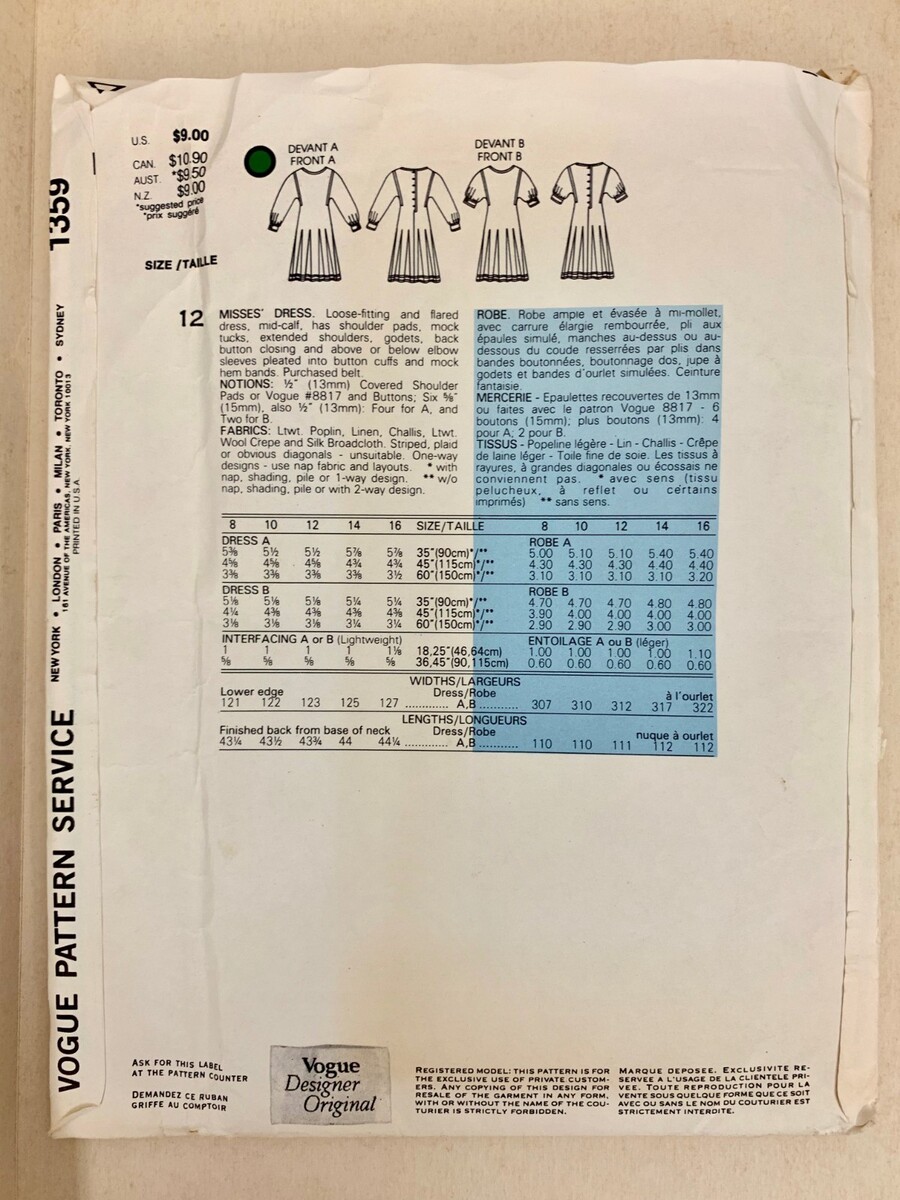 U.S. $9.00
CAN. $10.90
AUST. *$9.50
N.Z. $9.00
*suggested price
*prix suggéré
SIZE /TAILLE
12
DEVANT A
FRONT A
DEVANT B
FRONT B
MISSES' DRESS. Loose-fitting and flared
dress, mid-calf, has shoulder pads, mock
tucks, extended shoulders, godets, back
button closing and above or below elbow
sleeves pleated into button cuffs and mock
hem bands. Purchased belt.
NOTIONS: ½" (13mm) Covered Shoulder
Pads or Vogue #8817 and Buttons; Six ⅝"
(15mm), also ½" (13mm): Four for A, and
Two for B.
FABRICS: Ltwt. Poplin, Linen, Challis, Ltwt.
Wool Crepe and Silk Broadcloth. Striped, plaid
or obvious diagonals - unsuitable. One-way
designs - use nap fabric and layouts. * with
nap, shading, pile or 1-way design. ** w/o
nap, shading, pile or with 2-way design.
ROBE. Robe ample et évasée à mi-mollet,
avec carrure élargie rembourrée, pli aux
épaules simulé, manches au-dessus ou au-
dessous du coude resserrées par plis dans
bandes boutonnées, boutonnage dos, jupe à
godets et bandes d'ourlet simulées. Ceinture
fantaisie.
MERCERIE - Epaulettes recouvertes de 13mm
ou faites avec le patron Vogue 8817 - 6
boutons (15mm); plus boutons (13mm): 4
pour A; 2 pour B.
TISSUS - Popeline légère - Lin - Challis - Crêpe
de laine léger - Toile fine de soie. Les tissus à
rayures, à grandes diagonales ou écossais ne
conviennent pas. * avec sens (tissu
pelucheux, à reflet ou certains
imprimés) ** sans sens.
8 10 12 14 16 SIZE/TAILLE 8 10 12 14 16
DRESS A ROBE A
5⅜ 5½ 5½ 5⅞ 5⅞ 35"(90cm)*/** 5.00 5.10 5.10 5.40 5.40
4⅝ 4⅝ 4⅝ 4¾ 4¾ 45"(115cm)*/** 4.30 4.30 4.30 4.40 4.40
3⅜ 3⅜ 3⅜ 3⅜ 3½ 60"(150cm)*/** 3.10 3.10 3.10 3.10 3.20
DRESS B ROBE B
5⅛ 5⅛ 5⅛ 5¼ 5¼ 35"(90cm)*/** 4.70 4.70 4.70 4.80 4.80
4¼ 4⅜ 4⅜ 4⅜ 4⅜ 45"(115cm)*/** 3.90 4.00 4.00 4.00 4.00
3⅛ 3⅛ 3⅛ 3¼ 3¼ 60"(150cm)*/** 2.90 2.90 2.90 3.00 3.00
INTERFACING A or B (Lightweight) ENTOILAGE A ou B (léger)
1 1 1 1 1⅛ 18,25"(46,64cm) 1.00 1.00 1.00 1.00 1.10
⅝ ⅝ ⅝ ⅝ ⅝ 36,45"(90,115cm) 0.60 0.60 0.60 0.60 0.60
WIDTHS/LARGEURS
Lower edge Dress/Robe à l'ourlet
121 122 123 125 127 ............. A,B ........... 307 310 312 317 322
LENGTHS/LONGUEURS
Finished back from base of neck Dress/Robe nuque à ourlet
43¼ 43½ 43¾ 44 44¼ ............. A,B ........... 110 110 111 112 112
VOGUE PATTERN SERVICE NEW YORK • LONDON • PARIS • MILAN • TORONTO • SYDNEY 1359
161 AVENUE OF THE AMERICAS, NEW YORK, NEW YORK 10013
PRINTED IN U.S.A.
ASK FOR THIS LABEL
AT THE PATTERN COUNTER
DEMANDEZ CE RUBAN
GRIFFE AU COMPTOIR
Vogue
Designer
Original
REGISTERED MODEL: THIS PATTERN IS FOR
THE EXCLUSIVE USE OF PRIVATE CUSTOM-
ERS. ANY COPYING OF THIS DESIGN FOR
RESALE OF THE GARMENT IN ANY FORM,
WITH OR WITHOUT THE NAME OF THE COU-
TURIER IS STRICTLY FORBIDDEN.
MARQUE DEPOSEE. EXCLUSIVITE RE-
SERVEE A L'USAGE DE LA CLIENTELE PRI-
VEE. TOUTE REPRODUCTION POUR LA
VENTE SOUS QUELQUE FORME QUE CE SOIT
AVEC OU SANS LE NOM DU COUTURIER EST
STRICTEMENT INTERDITE.